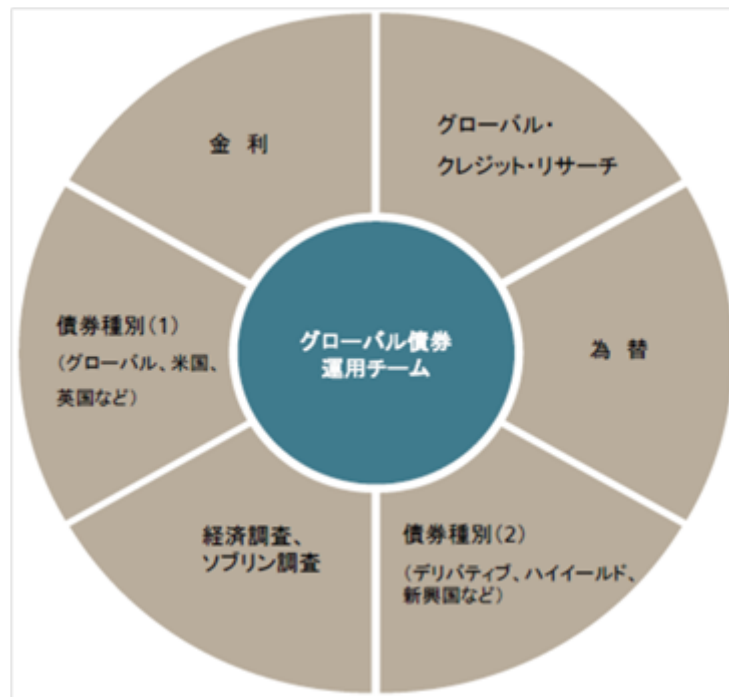 金 利
グローバル・
クレジット・リサーチ
債券種別(1)
(グローバル、米国、
英国など)
グローバル債券
運用チーム
為 替
経済調査、
ソブリン調査
債券種別(2)
(デリバティブ、ハイイールド、
新興国など)